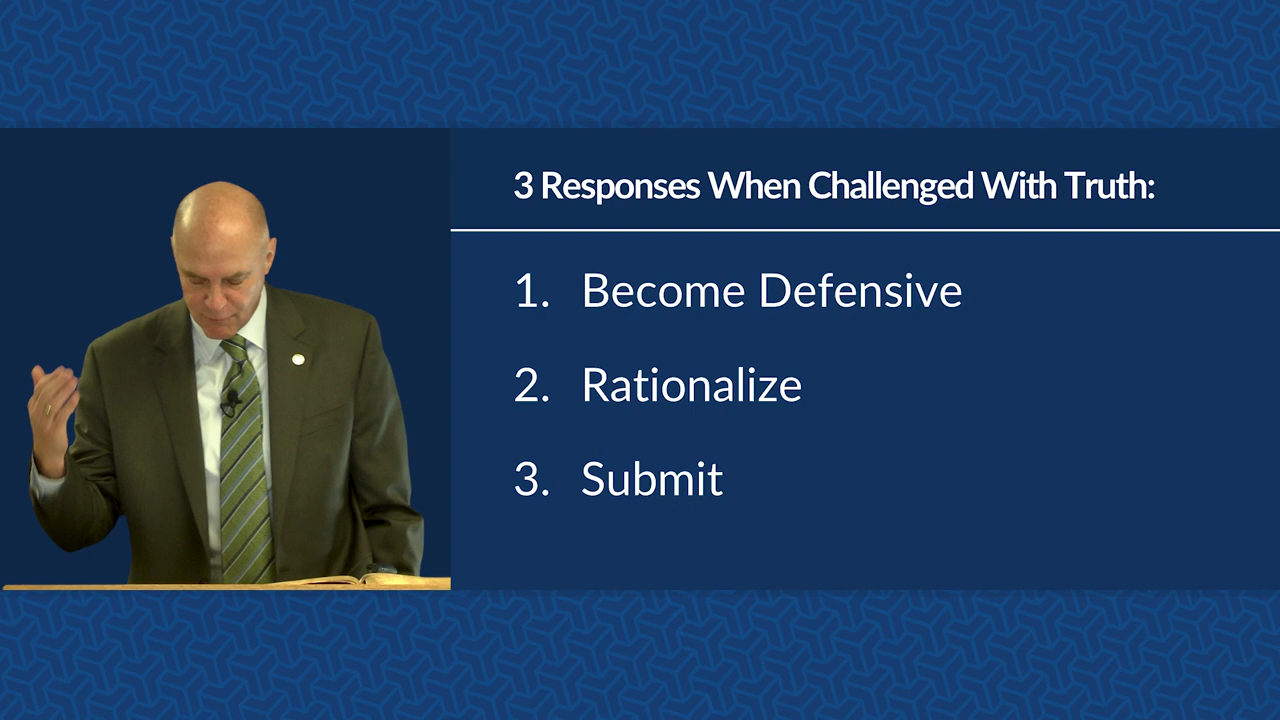 3 Responses When Challenged With Truth:
1. Become Defensive
2. Rationalize
3. Submit